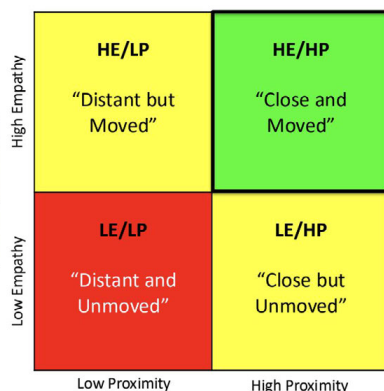 High Empathy
HE/LP
“Distant but
Moved”
HE/HP
“Close and
Moved”
Low Empathy
LE/LP
“Distant and
Unmoved”
LE/HP
“Close but
Unmoved”
Low Proximity
High Proximity